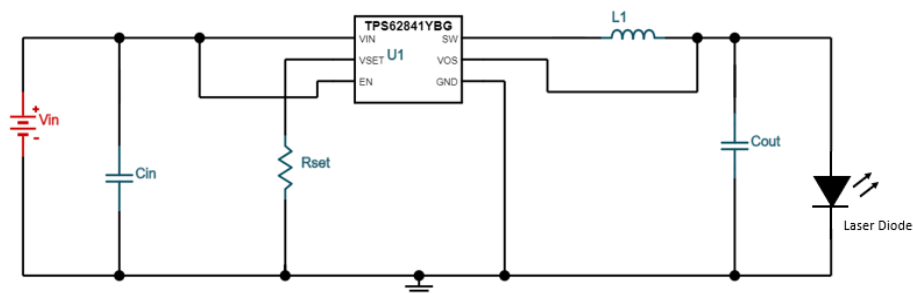 L1
TPS62841YBG
VIN
SW
U1
VSET
VOS
EN
GND
+
Vin
-
Cin
Rset
Cout
Laser Diode